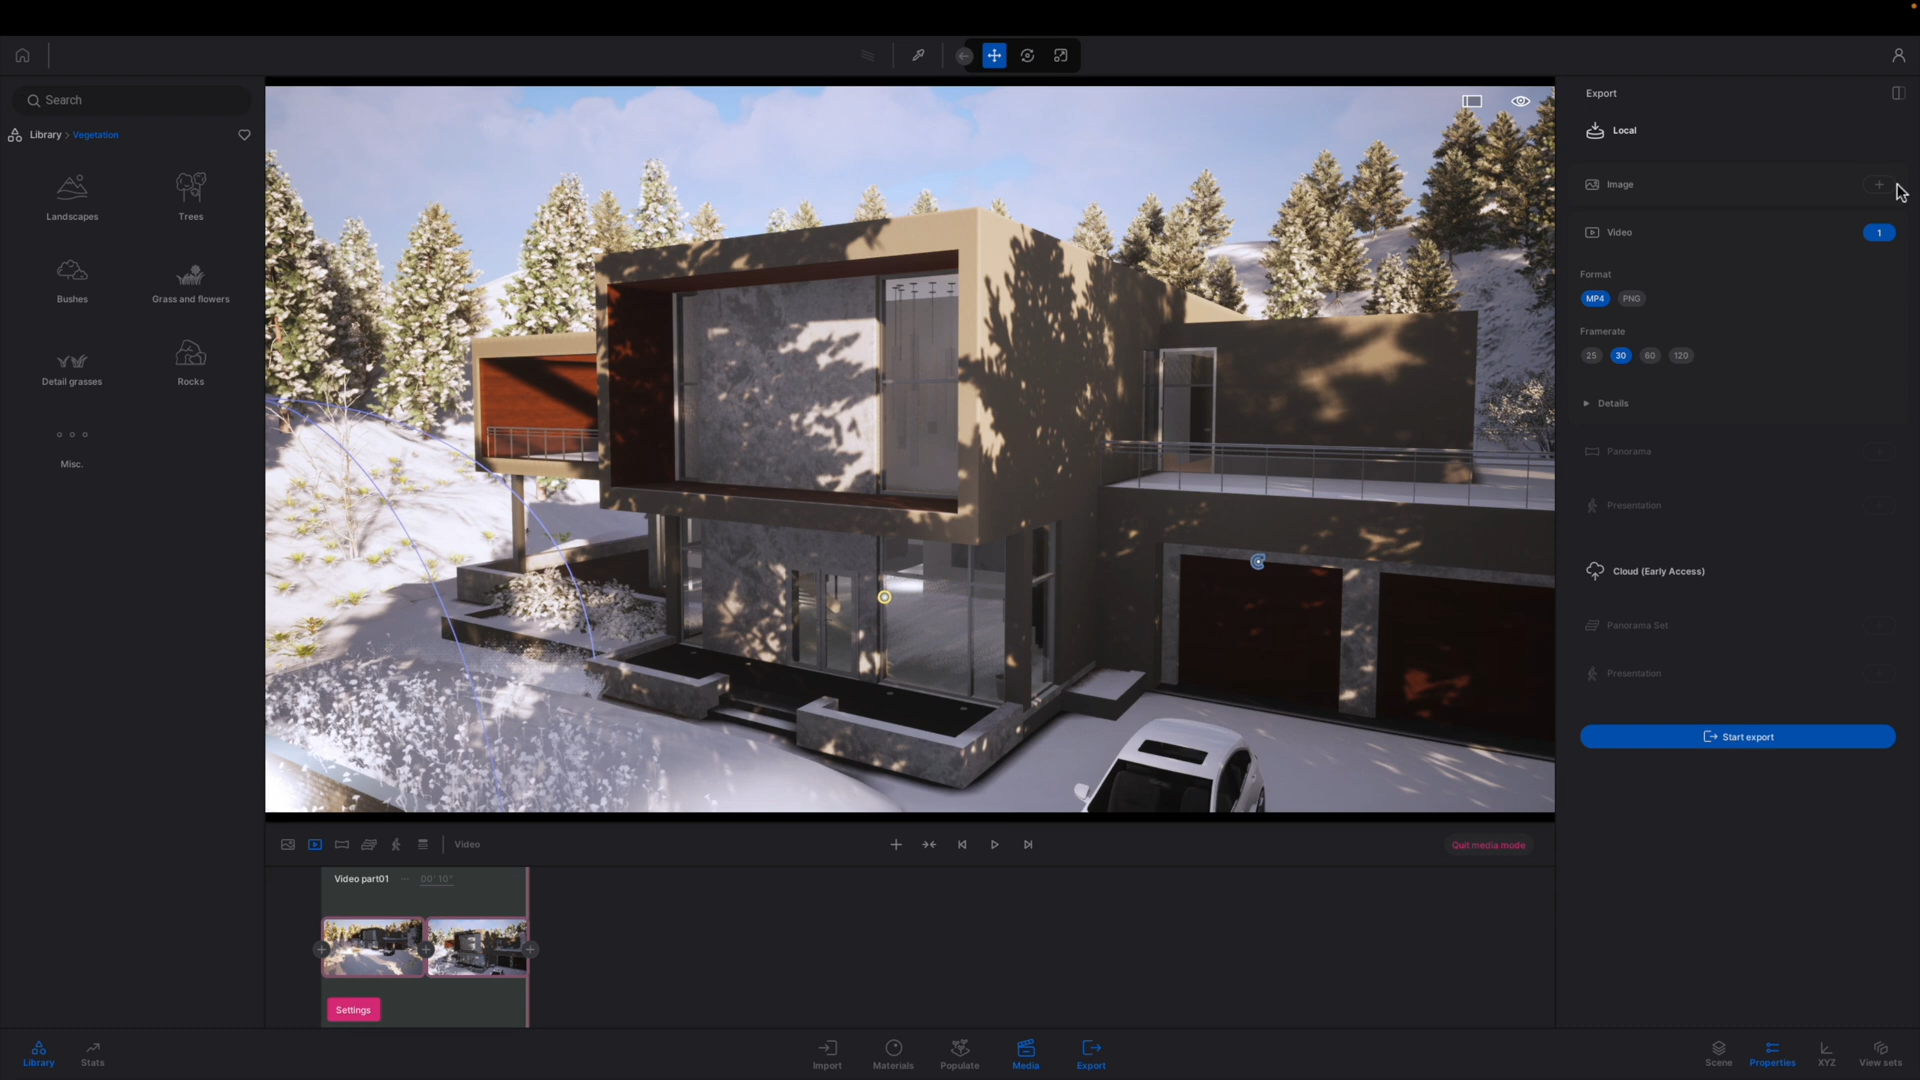 Search
Library > Vegetation
Landscapes
Trees
Bushes
Grass and flowers
Detail grasses
Rocks
Misc.
Export
Local
Image
Video
1
Format
MP4 PNG
Framerate
25 30 60 120
Details
Panorama
Presentation
Cloud (Early Access)
Panorama Set
Presentation
Start export
Video
Quit media mode
Video part01 00' 10"
Settings
Library
Stats
Import
Materials
Populate
Media
Export
Scene
Properties
XYZ
View sets